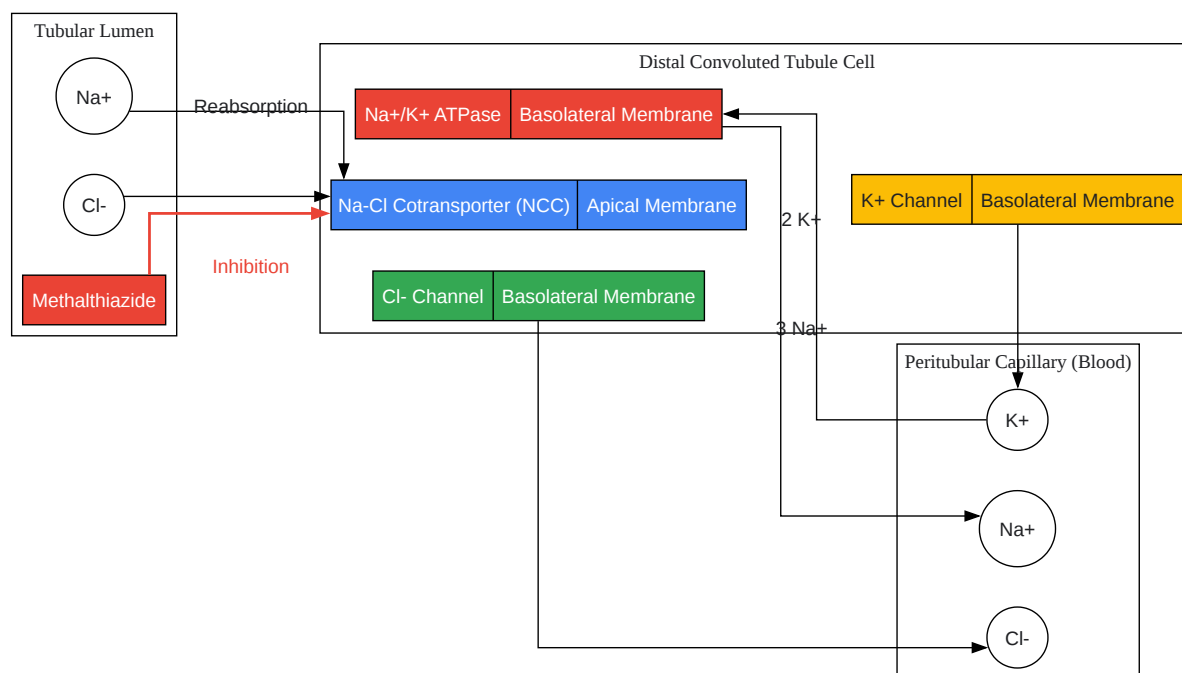 Tubular Lumen
Na+
Cl-
Methalthiazide
Reabsorption
Inhibition
Distal Convoluted Tubule Cell
Na+/K+ ATPase Basolateral Membrane
Na-Cl Cotransporter (NCC) Apical Membrane
Cl- Channel Basolateral Membrane
K+ Channel Basolateral Membrane
2 K+
3 Na+
Peritubular Capillary (Blood)
K+
Na+
Cl-